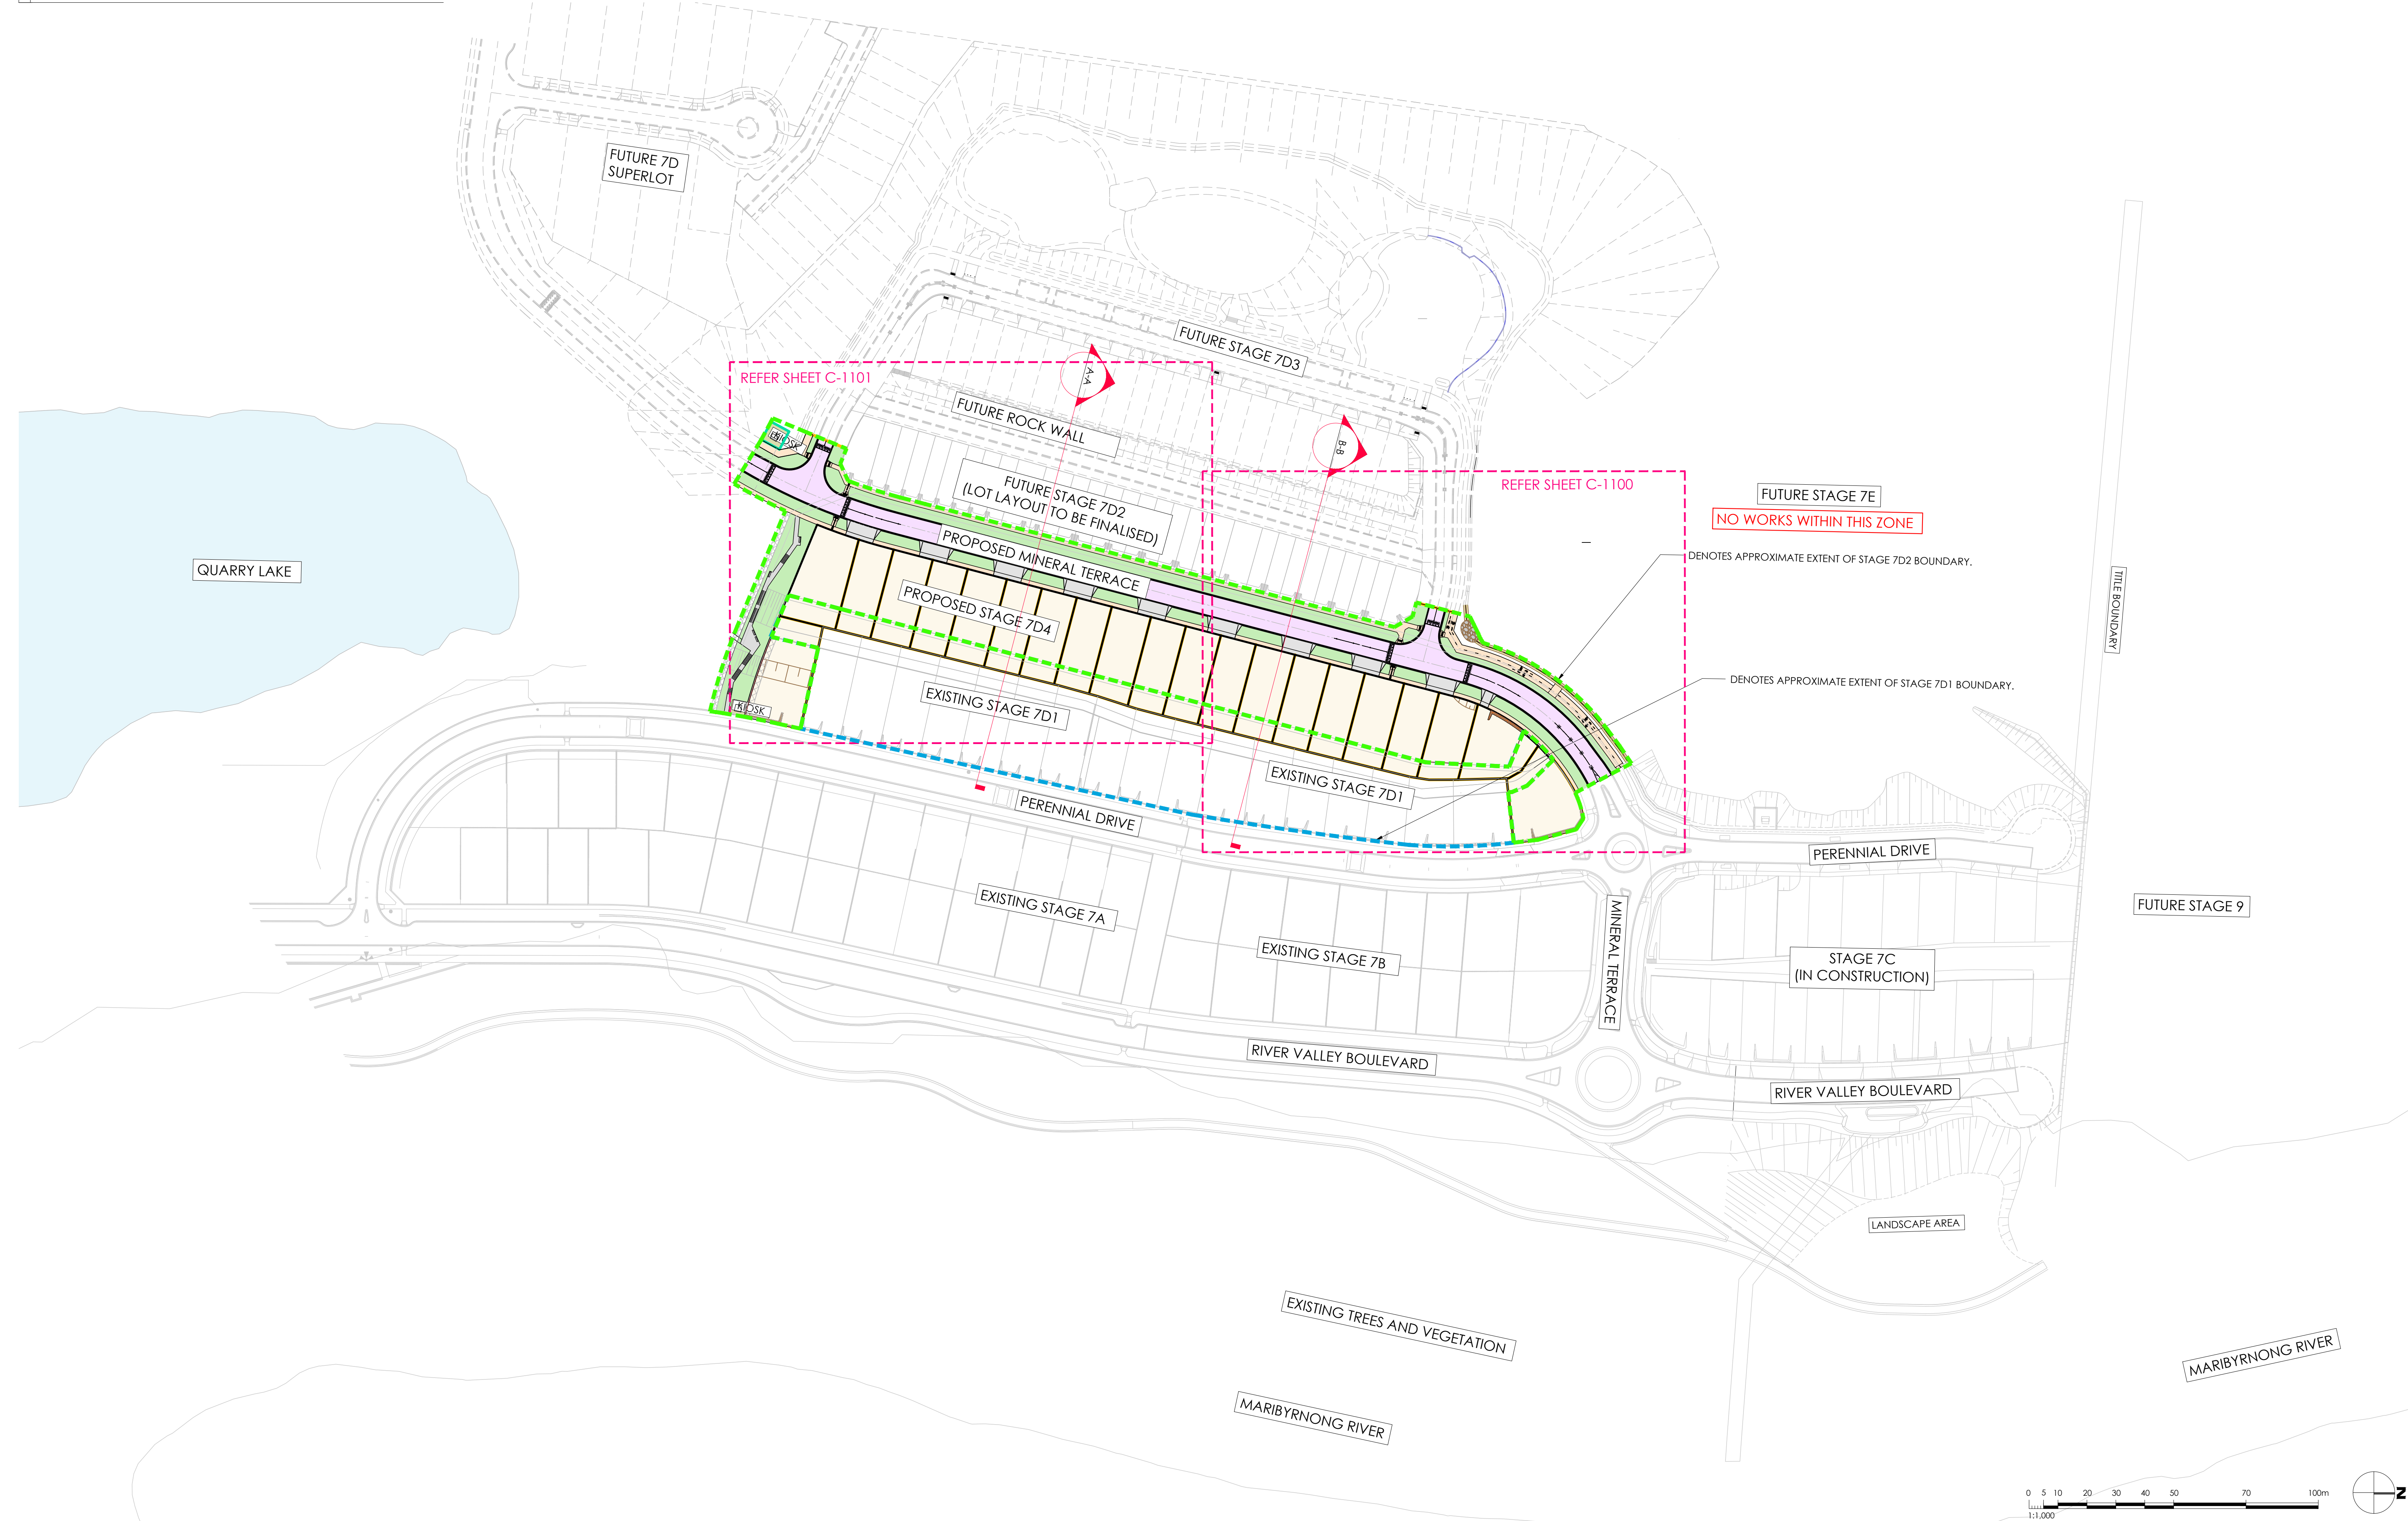 FUTURE 7D
SUPERLOT
FUTURE STAGE 7D3
REFER SHEET C-1101
A-A
FUTURE ROCK WALL
B-B
KIOSK
REFER SHEET C-1100
FUTURE STAGE 7E
NO WORKS WITHIN THIS ZONE
FUTURE STAGE 7D2
(LOT LAYOUT TO BE FINALISED)
DENOTES APPROXIMATE EXTENT OF STAGE 7D2 BOUNDARY.
QUARRY LAKE
PROPOSED MINERAL TERRACE
PROPOSED STAGE 7D4
TITLE BOUNDARY
DENOTES APPROXIMATE EXTENT OF STAGE 7D1 BOUNDARY.
EXISTING STAGE 7D1
KIOSK
EXISTING STAGE 7D1
PERENNIAL DRIVE
PERENNIAL DRIVE
EXISTING STAGE 7A
FUTURE STAGE 9
MINERAL TERRACE
EXISTING STAGE 7B
STAGE 7C
(IN CONSTRUCTION)
RIVER VALLEY BOULEVARD
RIVER VALLEY BOULEVARD
LANDSCAPE AREA
EXISTING TREES AND VEGETATION
MARIBYRNONG RIVER
MARIBYRNONG RIVER
0 5 10 20 30 40 50 70 100m
1:1,000
N